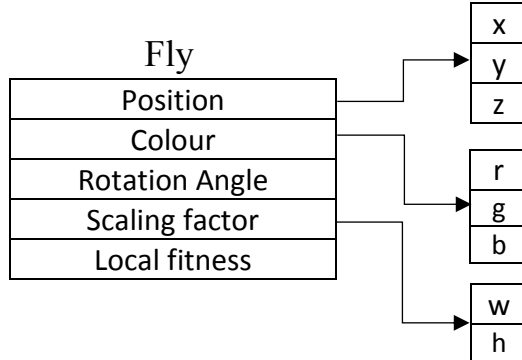 Fly
Position
Colour
Rotation Angle
Scaling factor
Local fitness
x
y
z
r
g
b
w
h